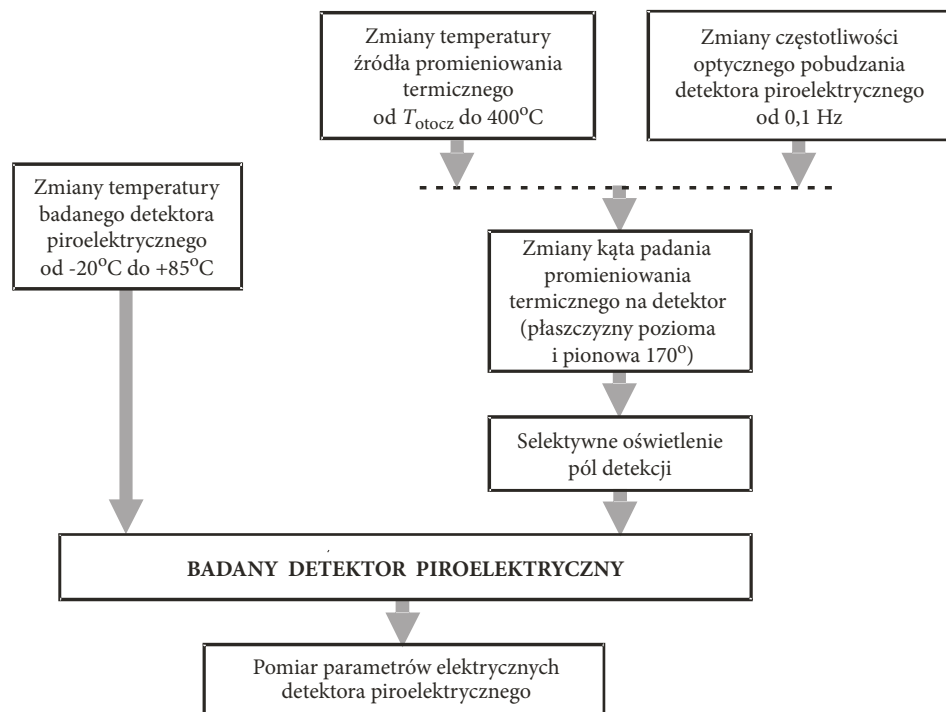 Zmiany temperatury
źródła promieniowania
termicznego
od Totocz do 400°C
Zmiany częstotliwości
optycznego pobudzania
detektora piroelektrycznego
od 0,1 Hz
Zmiany temperatury
badanego detektora
piroelektrycznego
od -20°C do +85°C
Zmiany kąta padania
promieniowania
termicznego na detektor
(płaszczyzny pozioma
i pionowa 170°)
Selektywne oświetlenie
pól detekcji
BADANY DETEKTOR PIROELEKTRYCZNY
Pomiar parametrów elektrycznych
detektora piroelektrycznego